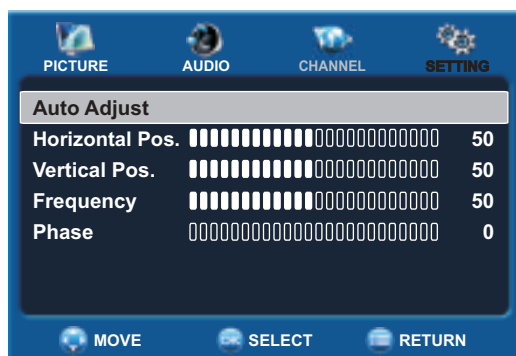 PICTURE AUDIO CHANNEL SETTING
Auto Adjust
Horizontal Pos. 50
Vertical Pos. 50
Frequency 50
Phase 0
MOVE OK SELECT RETURN